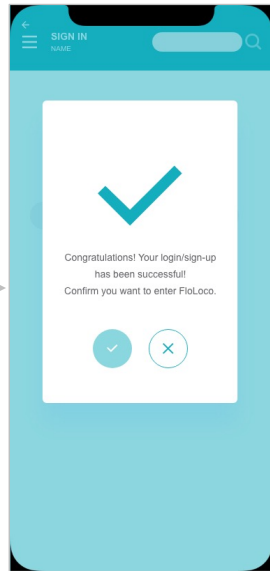 SIGN IN
NAME
Congratulations! Your login/sign-up
has been successful!
Confirm you want to enter FloLoco.